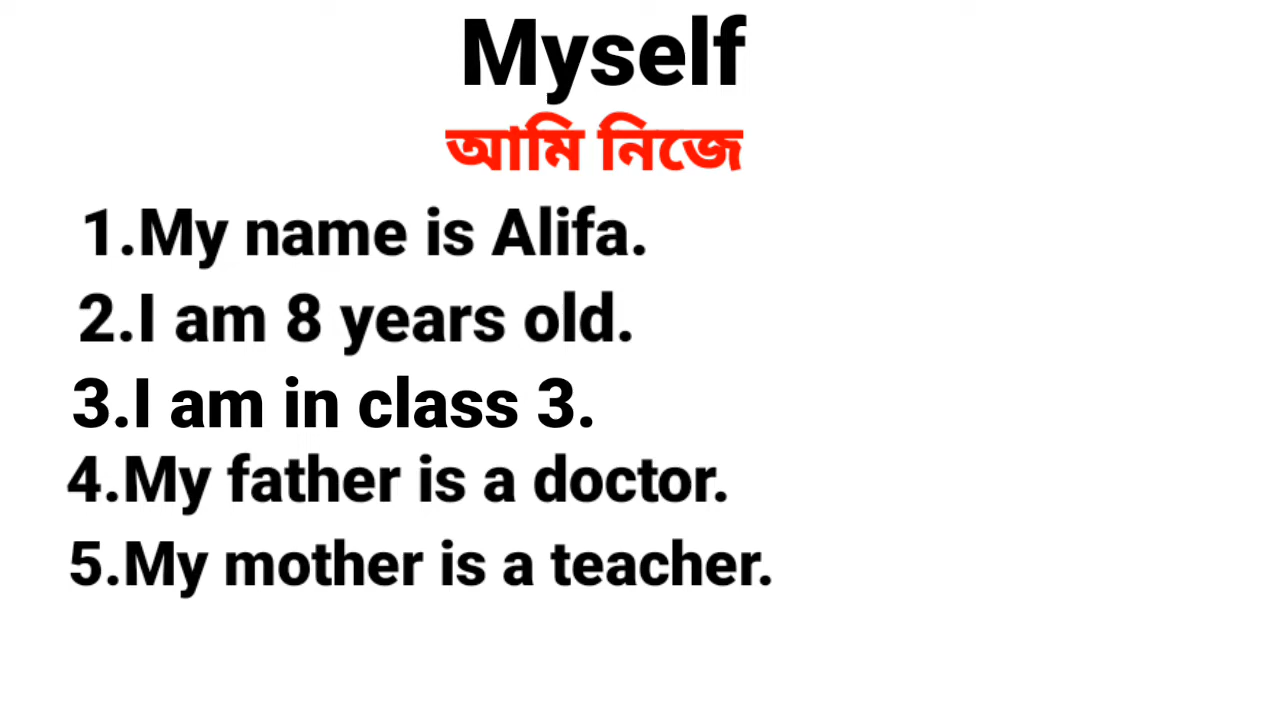 Myself
আমি নিজে
1.My name is Alifa.
2.I am 8 years old.
3.I am in class 3.
4.My father is a doctor.
5.My mother is a teacher.